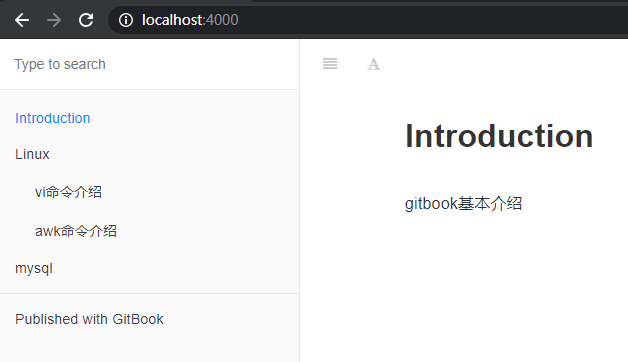 localhost:4000
Type to search
A
Introduction
Linux
vi命令介绍
awk命令介绍
mysql
Published with GitBook
Introduction
gitbook基本介绍